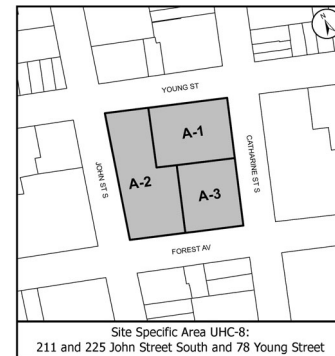 N
YOUNG ST
A-1
CATHARINE ST S
JOHN ST S
A-2
A-3
FOREST AV
Site Specific Area UHC-8:
211 and 225 John Street South and 78 Young Street